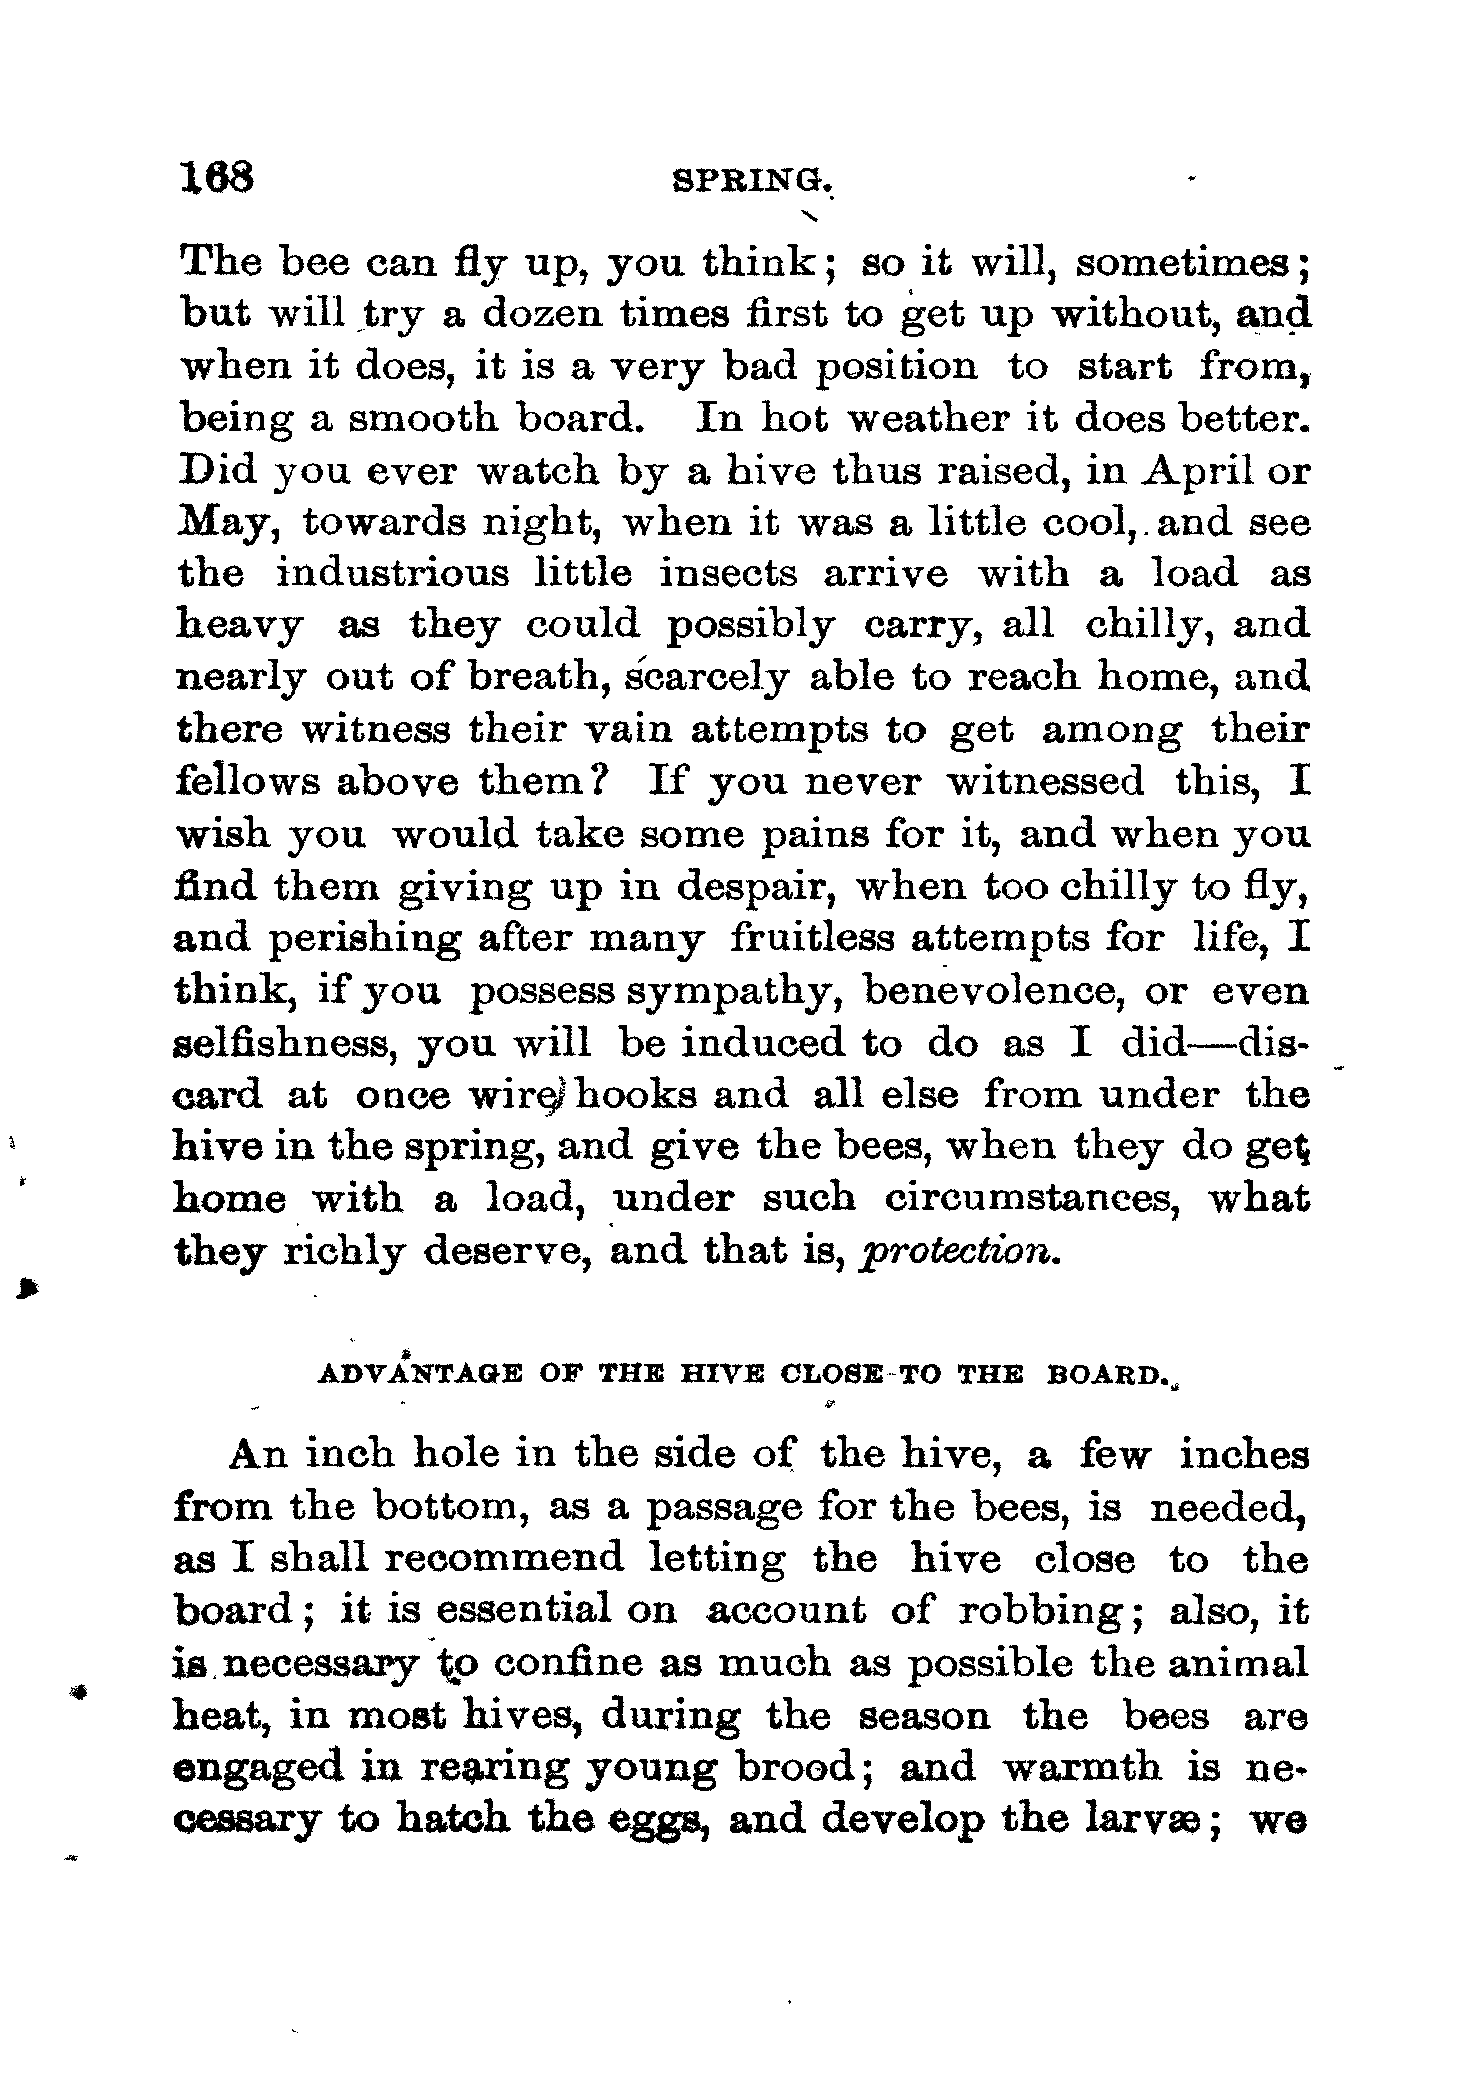 168 SPRING.
The bee can fly up, you think; so it will, sometimes;
but will try a dozen times first to get up without, and
when it does, it is a very bad position to start from,
being a smooth board. In hot weather it does better.
Did you ever watch by a hive thus raised, in April or
May, towards night, when it was a little cool, and see
the industrious little insects arrive with a load as
heavy as they could possibly carry, all chilly, and
nearly out of breath, scarcely able to reach home, and
there witness their vain attempts to get among their
fellows above them? If you never witnessed this, I
wish you would take some pains for it, and when you
find them giving up in despair, when too chilly to fly,
and perishing after many fruitless attempts for life, I
think, if you possess sympathy, benevolence, or even
selfishness, you will be induced to do as I did—dis-
card at once wire hooks and all else from under the
hive in the spring, and give the bees, when they do get
home with a load, under such circumstances, what
they richly deserve, and that is, protection.
ADVANTAGE OF THE HIVE CLOSE TO THE BOARD.
An inch hole in the side of the hive, a few inches
from the bottom, as a passage for the bees, is needed,
as I shall recommend letting the hive close to the
board; it is essential on account of robbing; also, it
is necessary to confine as much as possible the animal
heat, in most hives, during the season the bees are
engaged in rearing young brood; and warmth is ne-
cessary to hatch the eggs, and develop the larvæ; we